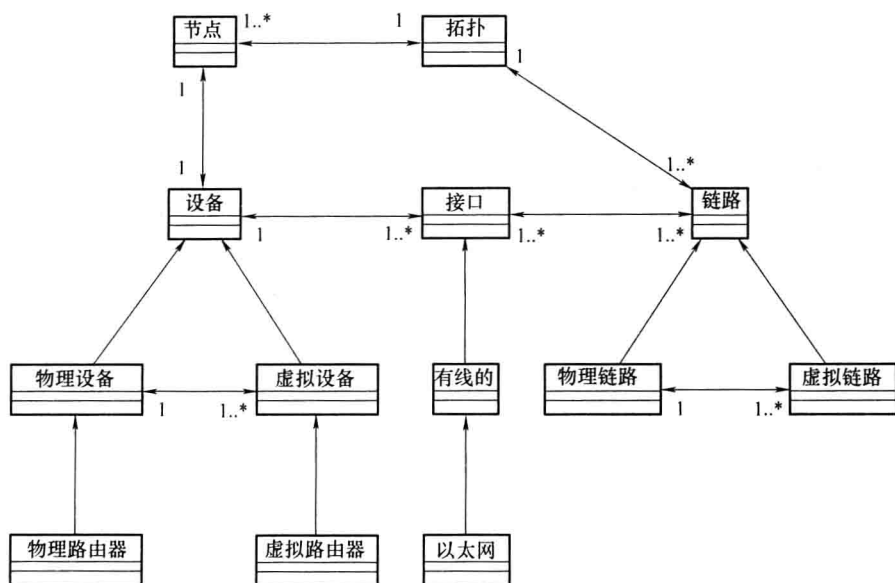 节点
1..*
1
拓扑
1
1
1
1..*
设备
1
1..*
接口
1..*
1..*
链路
物理设备
1
1..*
虚拟设备
有线的
物理链路
1
1..*
虚拟链路
物理路由器
虚拟路由器
以太网